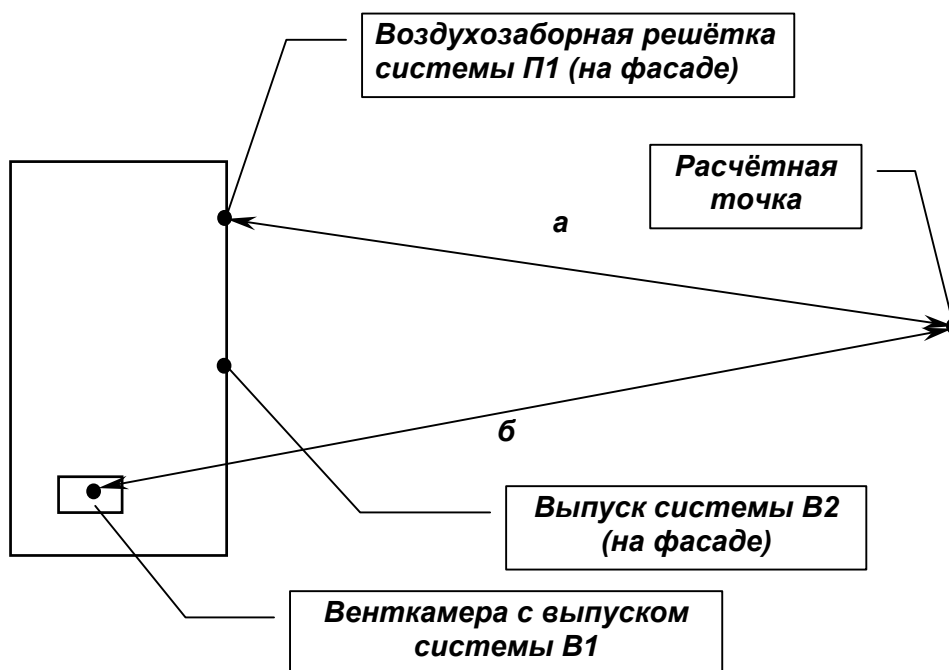 Воздухозаборная решётка
системы П1 (на фасаде)
Расчётная
точка
а
б
Выпуск системы В2
(на фасаде)
Венткамера с выпуском
системы В1